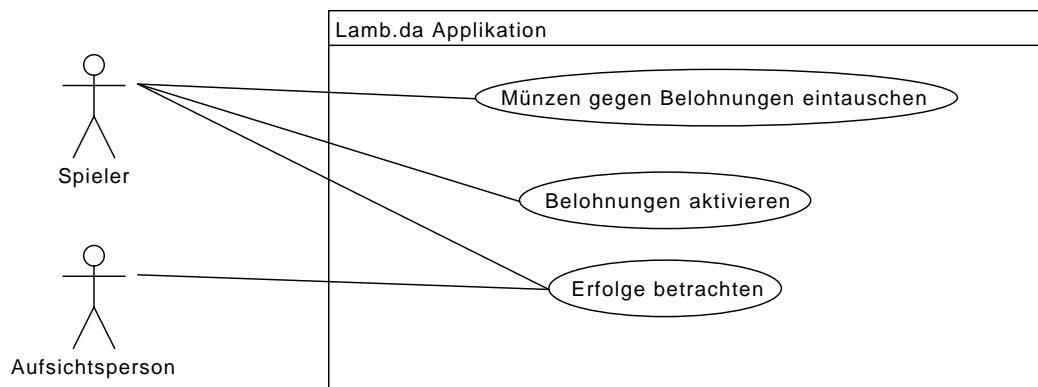 Lamb.da Applikation
Münzen gegen Belohnungen eintauschen
Spieler
Belohnungen aktivieren
Erfolge betrachten
Aufsichtsperson